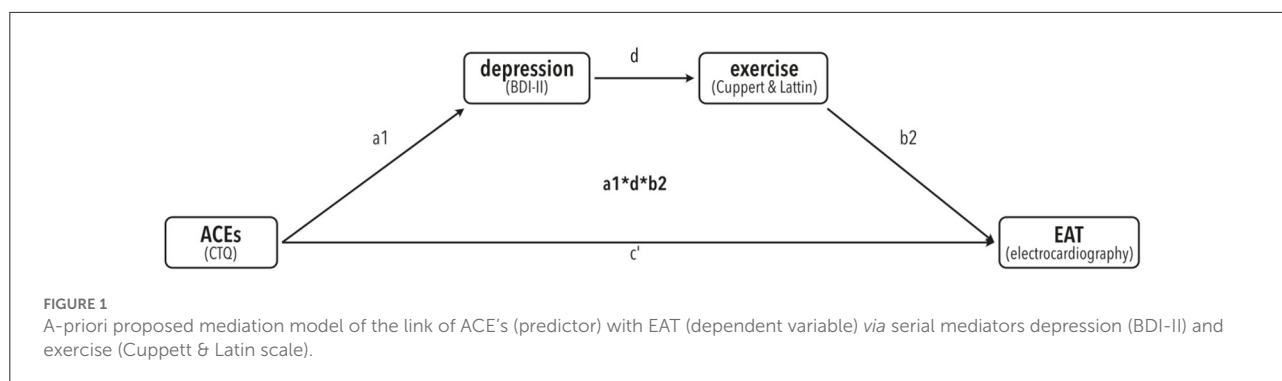 depression
(BDI-II)
d
exercise
(Cuppert & Lattin)
a1
b2
a1*d*b2
ACEs
(CTQ)
c'
EAT
(electrocardiography)
FIGURE 1
A-priori proposed mediation model of the link of ACE's (predictor) with EAT (dependent variable) via serial mediators depression (BDI-II) and
exercise (Cuppett & Latin scale).